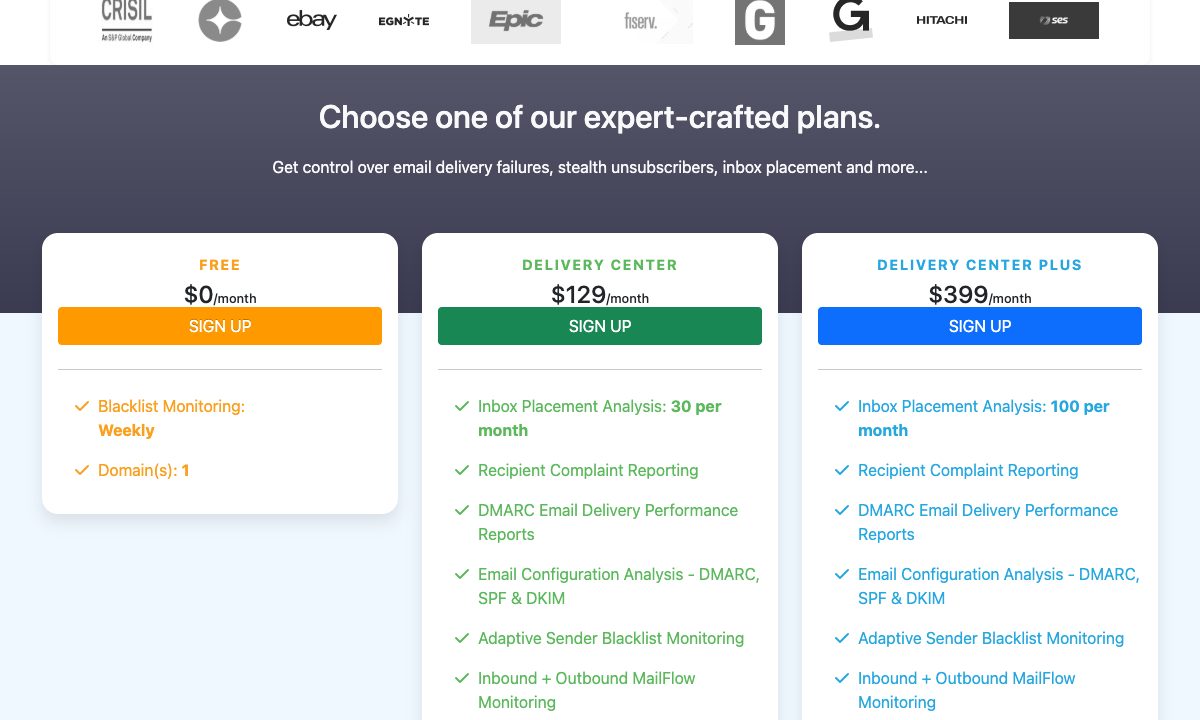 CRISIL
An S&P Global Company
ebay
EGNYTE
Epic
fiserv.
G
G
HITACHI
ses
Choose one of our expert-crafted plans.
Get control over email delivery failures, stealth unsubscribers, inbox placement and more...
FREE
$0/month
SIGN UP
Blacklist Monitoring:
Weekly
Domain(s): 1
DELIVERY CENTER
$129/month
SIGN UP
Inbox Placement Analysis: 30 per
month
Recipient Complaint Reporting
DMARC Email Delivery Performance
Reports
Email Configuration Analysis - DMARC,
SPF & DKIM
Adaptive Sender Blacklist Monitoring
Inbound + Outbound MailFlow
Monitoring
DELIVERY CENTER PLUS
$399/month
SIGN UP
Inbox Placement Analysis: 100 per
month
Recipient Complaint Reporting
DMARC Email Delivery Performance
Reports
Email Configuration Analysis - DMARC,
SPF & DKIM
Adaptive Sender Blacklist Monitoring
Inbound + Outbound MailFlow
Monitoring